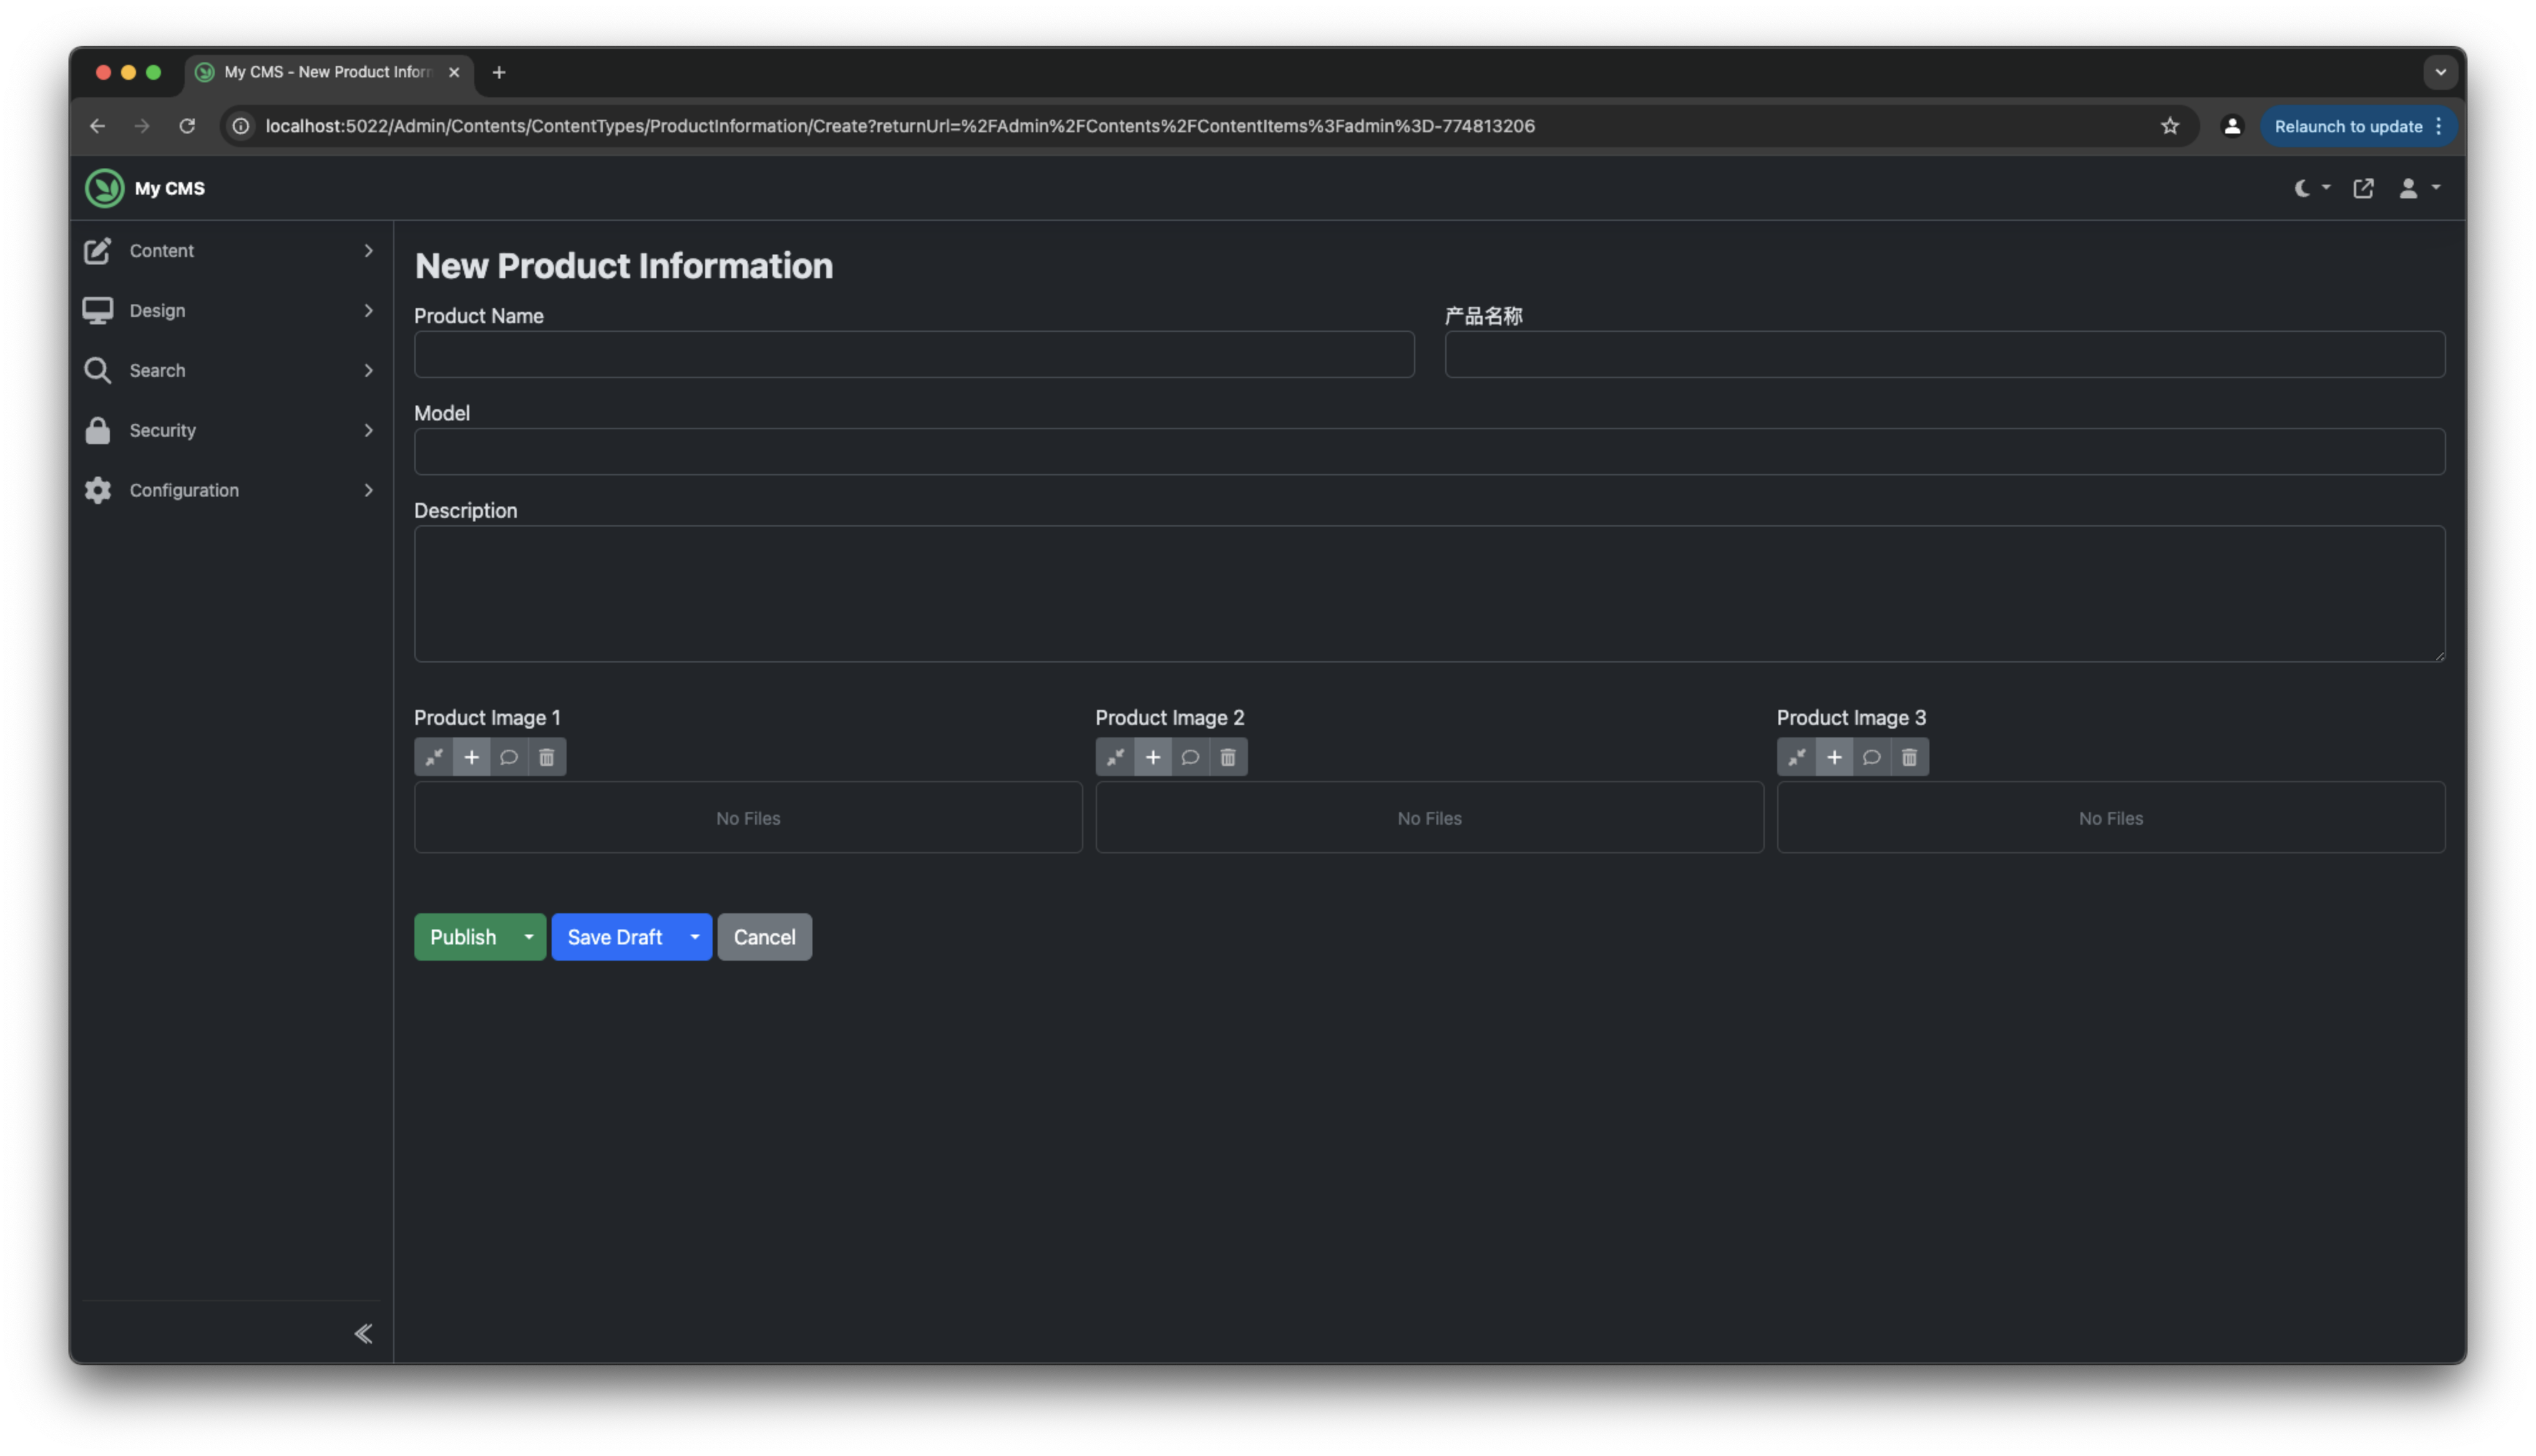 My CMS - New Product Inforn
localhost:5022/Admin/Contents/ContentTypes/ProductInformation/Create?returnUrl=%2FAdmin%2FContents%2FContentItems%3Fadmin%3D-774813206
Relaunch to update
My CMS
Content
Design
Search
Security
Configuration
New Product Information
Product Name
产品名称
Model
Description
Product Image 1
Product Image 2
Product Image 3
No Files
No Files
No Files
Publish
Save Draft
Cancel